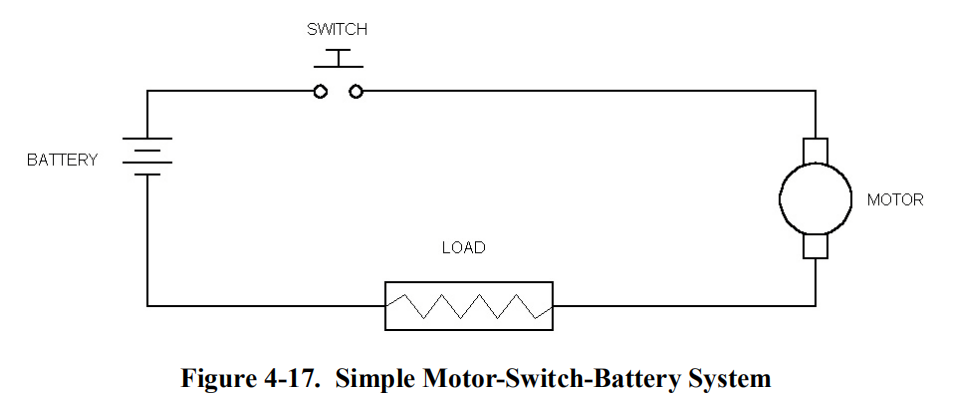 SWITCH
BATTERY
MOTOR
LOAD
Figure 4-17. Simple Motor-Switch-Battery System